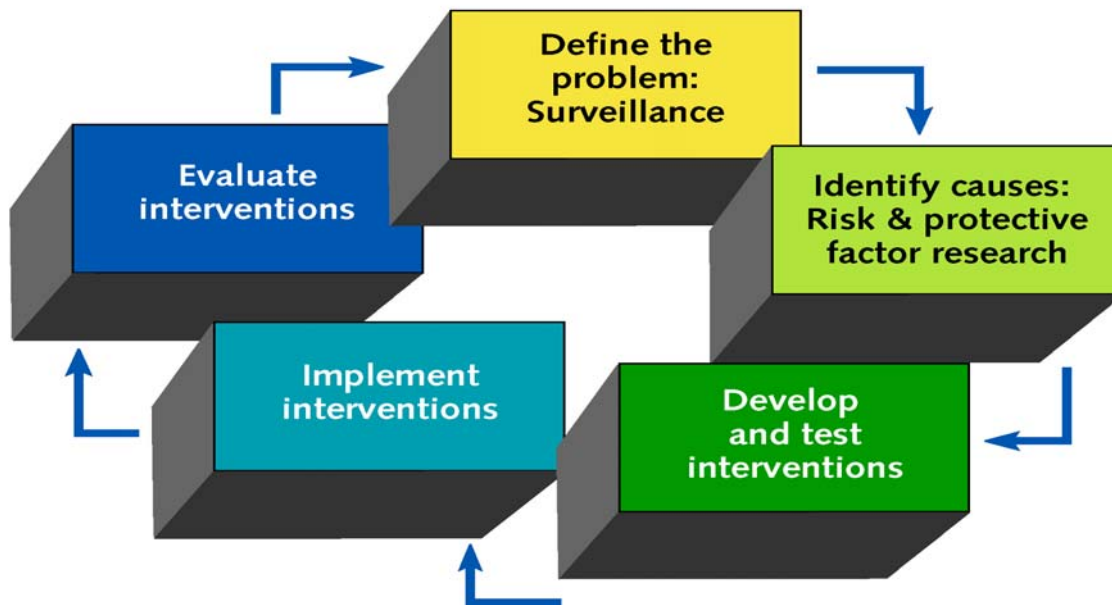 Define the
problem:
Surveillance
Identify causes:
Risk & protective
factor research
Develop
and test
interventions
Implement
interventions
Evaluate
interventions